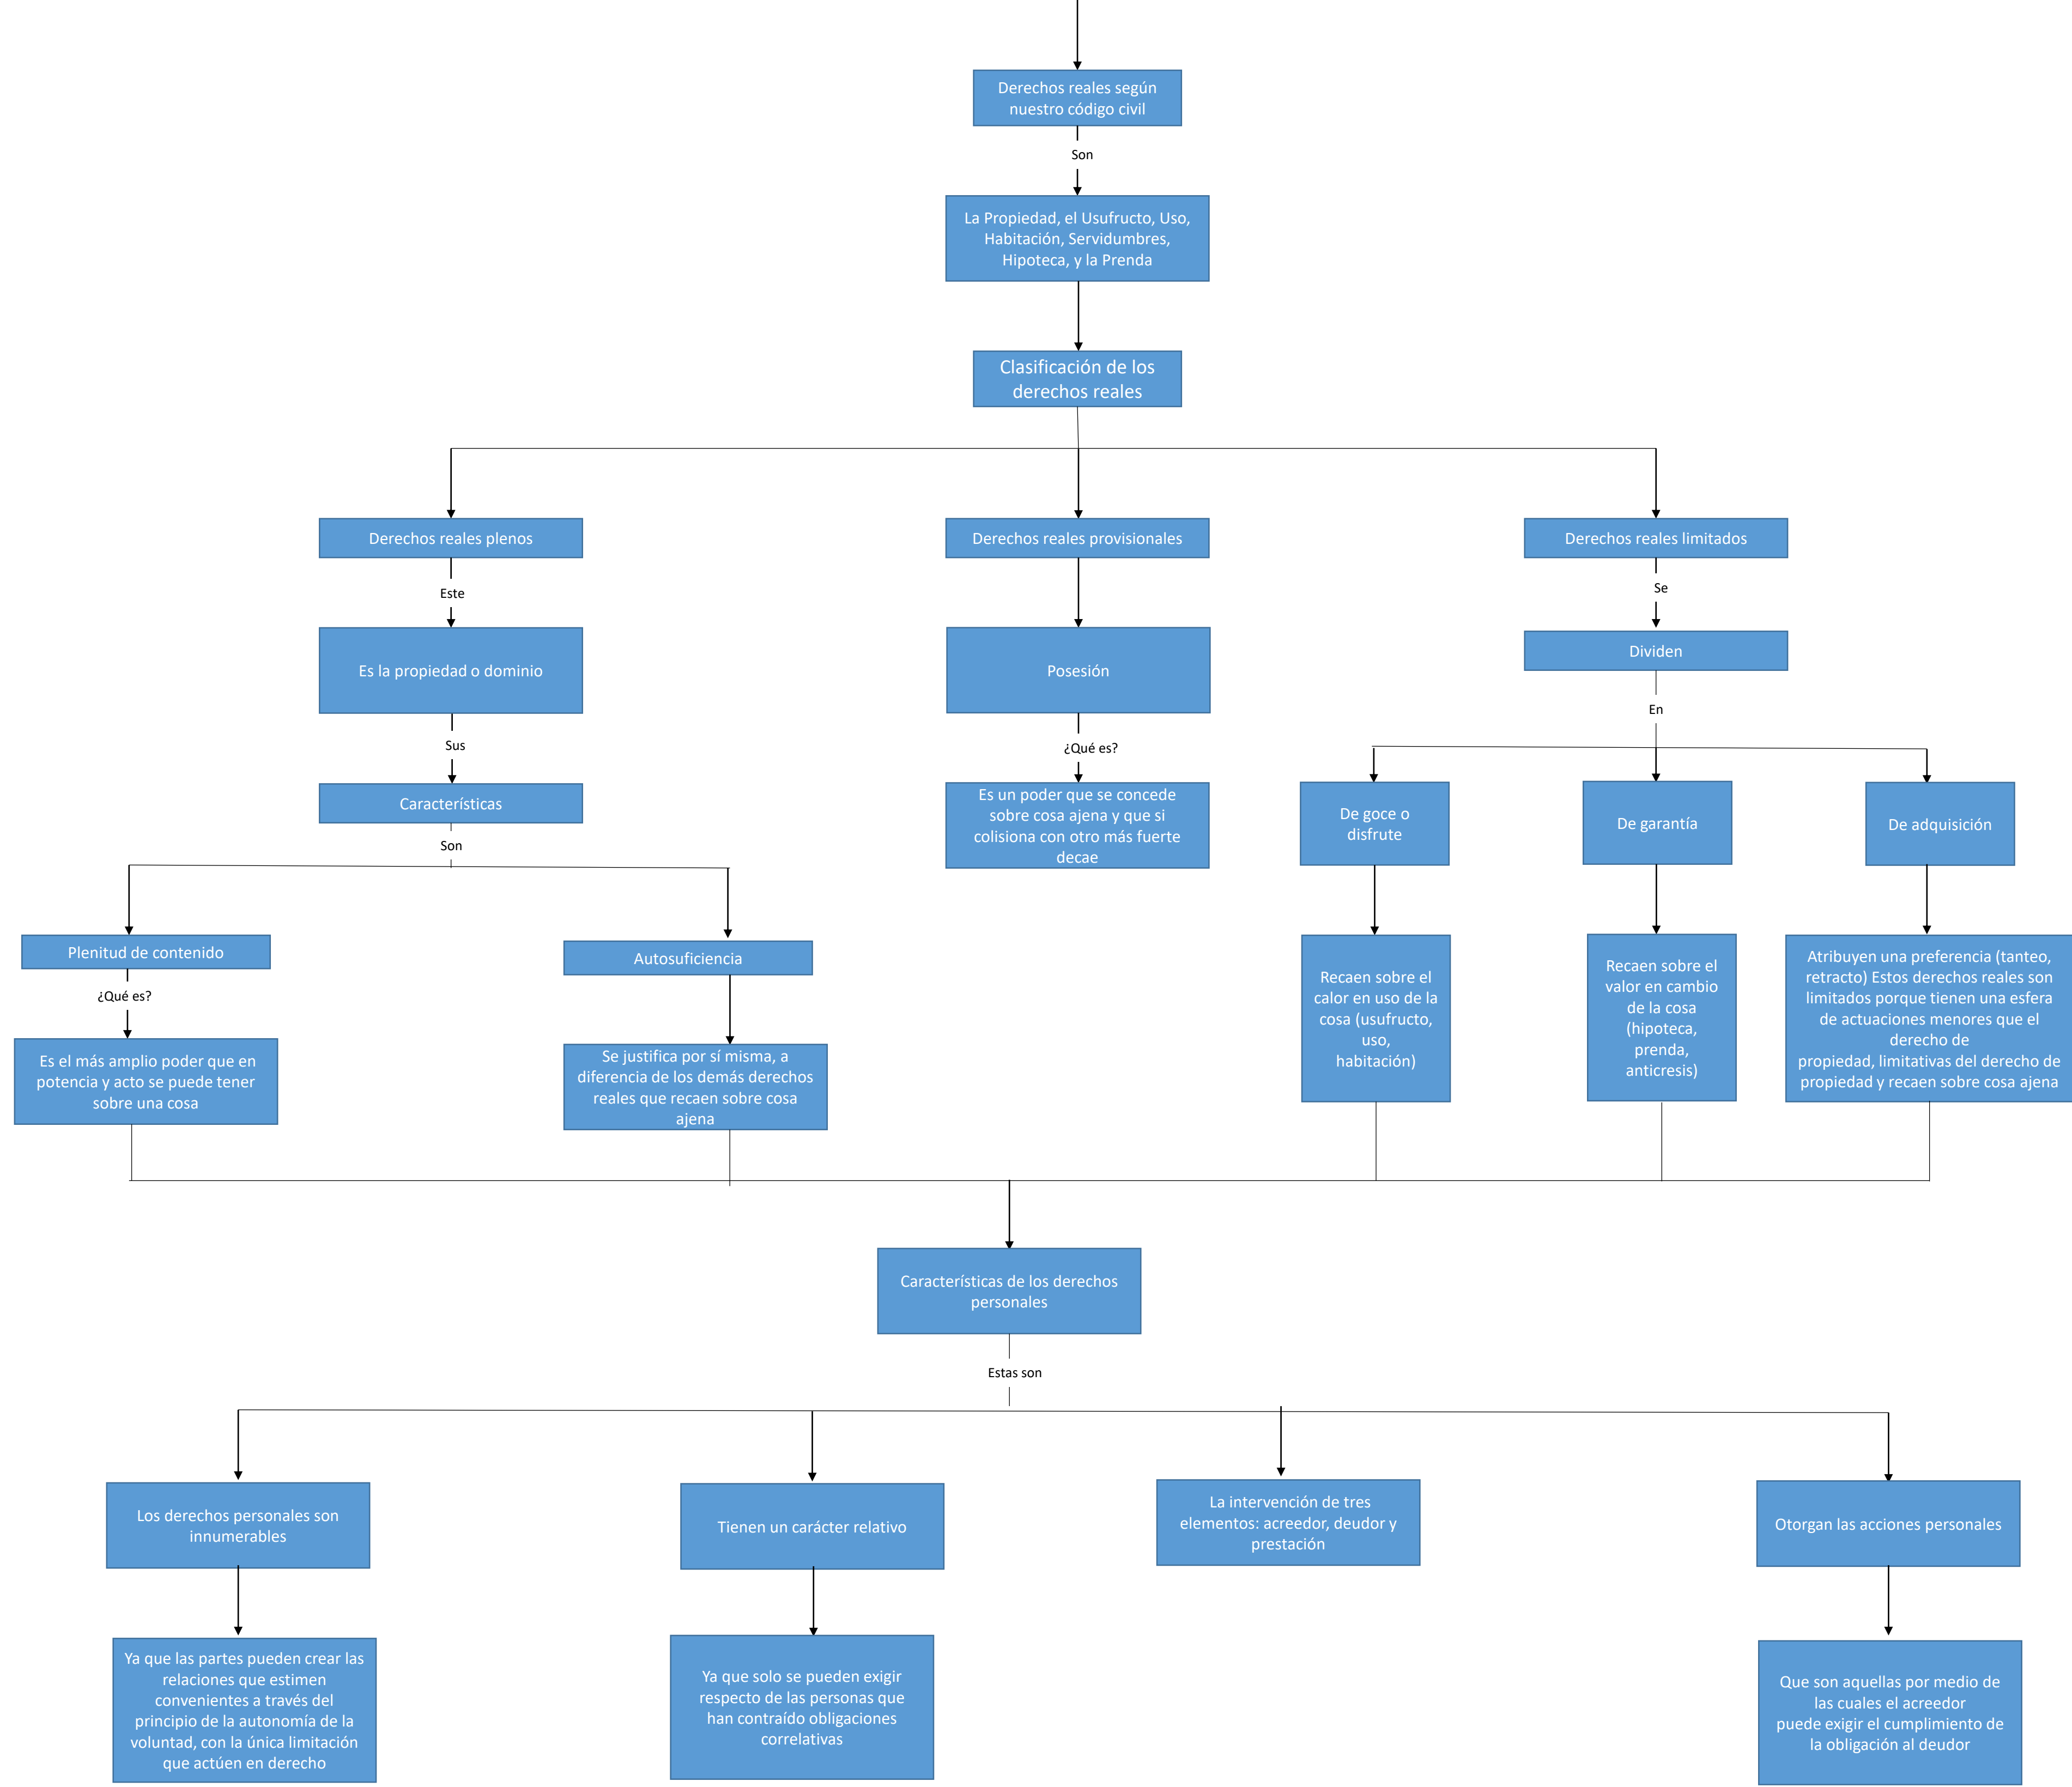 Derechos reales según
nuestro código civil
Son
La Propiedad, el Usufructo, Uso,
Habitación, Servidumbres,
Hipoteca, y la Prenda
Clasificación de los
derechos reales
Derechos reales plenos
Derechos reales provisionales
Derechos reales limitados
Este
Se
Es la propiedad o dominio
Posesión
Dividen
En
Sus
¿Qué es?
Características
Es un poder que se concede
sobre cosa ajena y que si
colisiona con otro más fuerte
decae
De goce o
disfrute
De garantía
De adquisición
Son
Plenitud de contenido
Autosuficiencia
¿Qué es?
Es el más amplio poder que en
potencia y acto se puede tener
sobre una cosa
Se justifica por sí misma, a
diferencia de los demás derechos
reales que recaen sobre cosa
ajena
Recaen sobre el
calor en uso de la
cosa (usufructo,
uso,
habitación)
Recaen sobre el
valor en cambio
de la cosa
(hipoteca,
prenda,
anticresis)
Atribuyen una preferencia (tanteo,
retracto) Estos derechos reales son
limitados porque tienen una esfera
de actuaciones menores que el
derecho de
propiedad, limitativas del derecho de
propiedad y recaen sobre cosa ajena
Características de los derechos
personales
Estas son
Los derechos personales son
innumerables
Tienen un carácter relativo
La intervención de tres
elementos: acreedor, deudor y
prestación
Otorgan las acciones personales
Ya que las partes pueden crear las
relaciones que estimen
convenientes a través del
principio de la autonomía de la
voluntad, con la única limitación
que actúen en derecho
Ya que solo se pueden exigir
respecto de las personas que
han contraído obligaciones
correlativas
Que son aquellas por medio de
las cuales el acreedor
puede exigir el cumplimiento de
la obligación al deudor